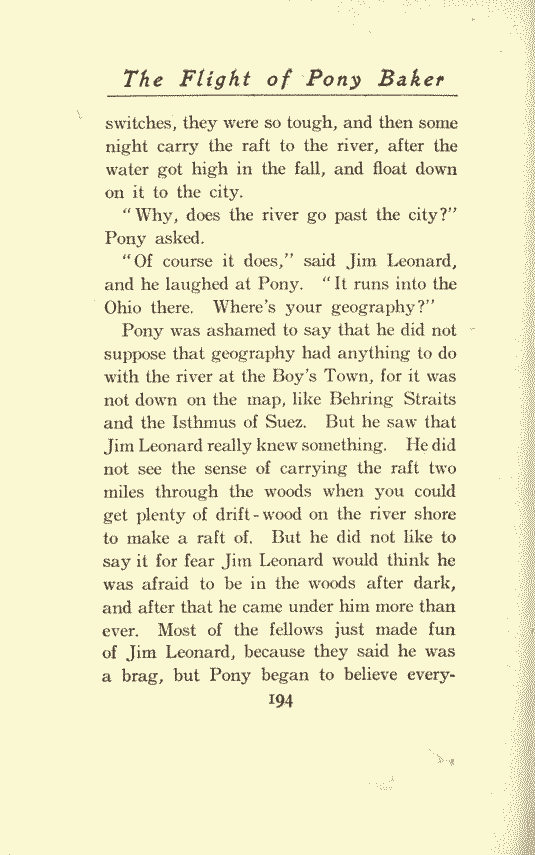 The Flight of Pony Baker
switches, they were so tough, and then some
night carry the raft to the river, after the
water got high in the fall, and float down
on it to the city.
"Why, does the river go past the city?"
Pony asked.
"Of course it does," said Jim Leonard,
and he laughed at Pony. "It runs into the
Ohio there. Where's your geography?"
Pony was ashamed to say that he did not
suppose that geography had anything to do
with the river at the Boy's Town, for it was
not down on the map, like Behring Straits
and the Isthmus of Suez. But he saw that
Jim Leonard really knew something. He did
not see the sense of carrying the raft two
miles through the woods when you could
get plenty of drift-wood on the river shore
to make a raft of. But he did not like to
say it for fear Jim Leonard would think he
was afraid to be in the woods after dark,
and after that he came under him more than
ever. Most of the fellows just made fun
of Jim Leonard, because they said he was
a brag, but Pony began to believe every-
194